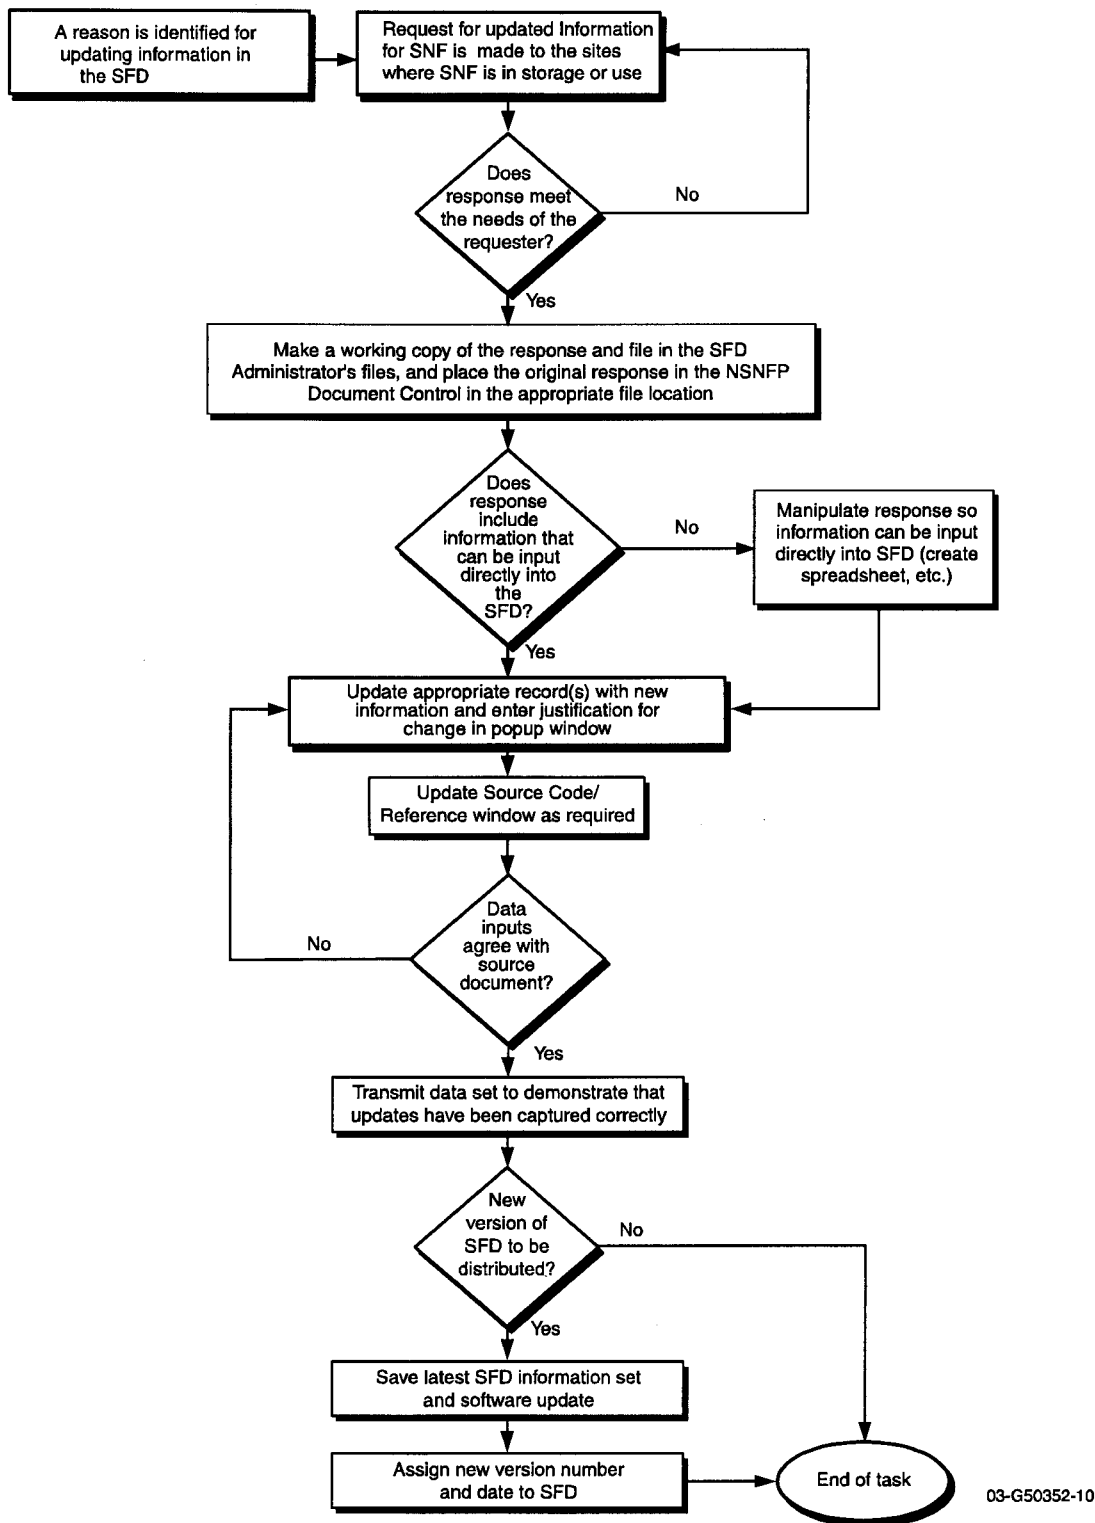 A reason is identified for
updating information in
the SFD
Request for updated Information
for SNF is made to the sites
where SNF is in storage or use
Does
response meet
the needs of the
requester?
No
Yes
Make a working copy of the response and file in the SFD
Administrator's files, and place the original response in the NSNFP
Document Control in the appropriate file location
Does
response
include
information that
can be input
directly into
the
SFD?
No
Manipulate response so
information can be input
directly into SFD (create
spreadsheet, etc.)
Yes
Update appropriate record(s) with new
information and enter justification for
change in popup window
Update Source Code/
Reference window as required
Data
inputs
agree with
source
document?
No
Yes
Transmit data set to demonstrate that
updates have been captured correctly
New
version of
SFD to be
distributed?
No
Yes
Save latest SFD information set
and software update
Assign new version number
and date to SFD
End of task
03-G50352-10